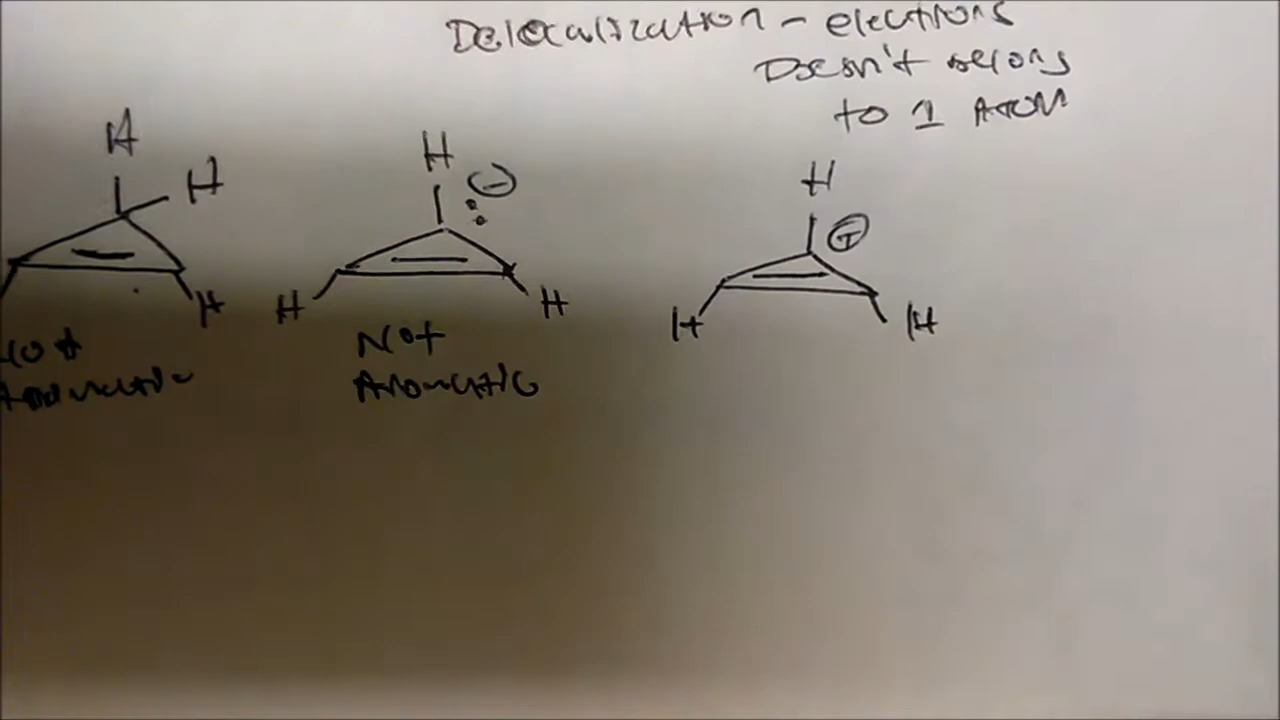 Delocalization - electrons
Doesn't belong
to 1 Atom
H
H
H
Not
Aromatic
H
⊖
H
H
Not
Aromatic
H
⊕
H
H